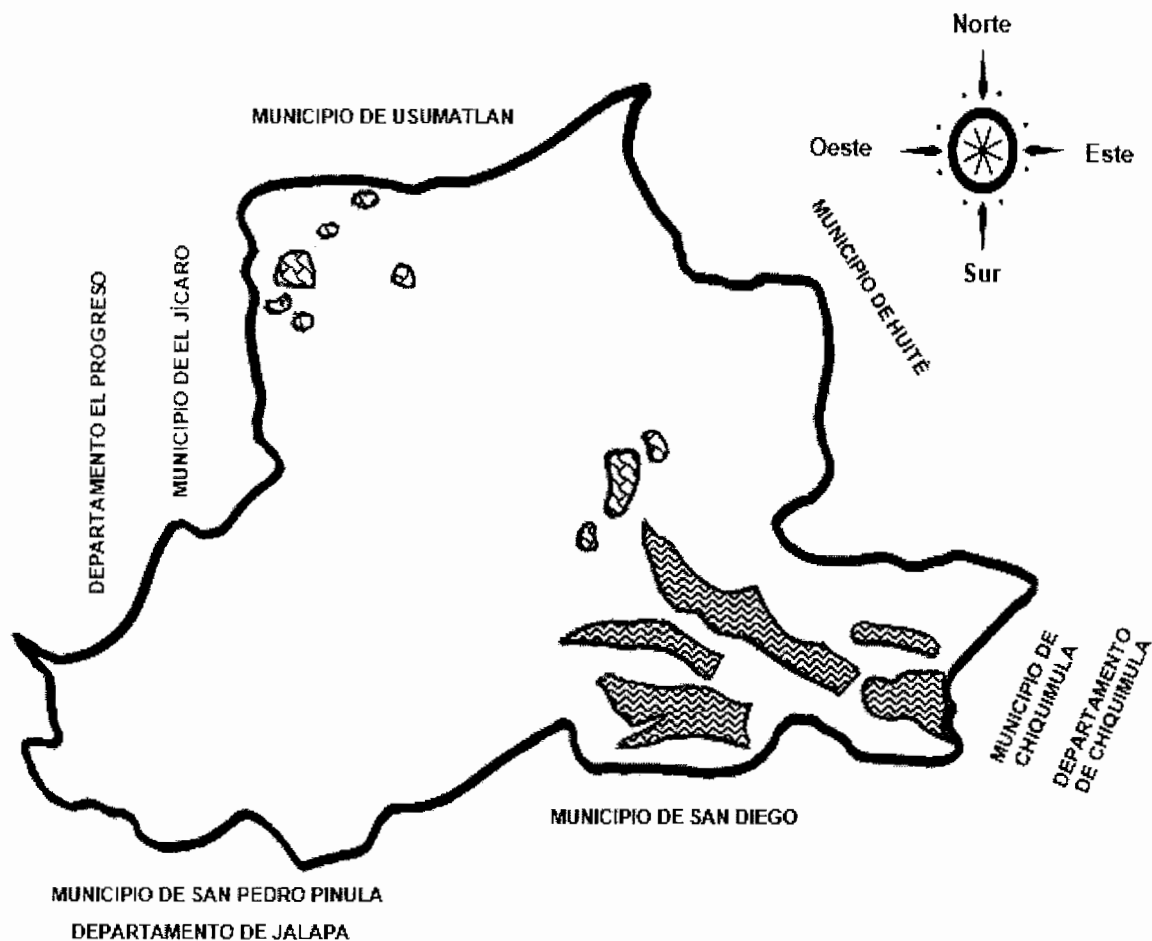 Norte
MUNICIPIO DE USUMATLAN
Oeste
Este
Sur
MUNICIPIO DE HUITÉ
DEPARTAMENTO EL PROGRESO
MUNICIPIO DE EL JÍCARO
MUNICIPIO DE
CHIQUIMULA
DEPARTAMENTO
DE CHIQUIMULA
MUNICIPIO DE SAN DIEGO
MUNICIPIO DE SAN PEDRO PINULA
DEPARTAMENTO DE JALAPA